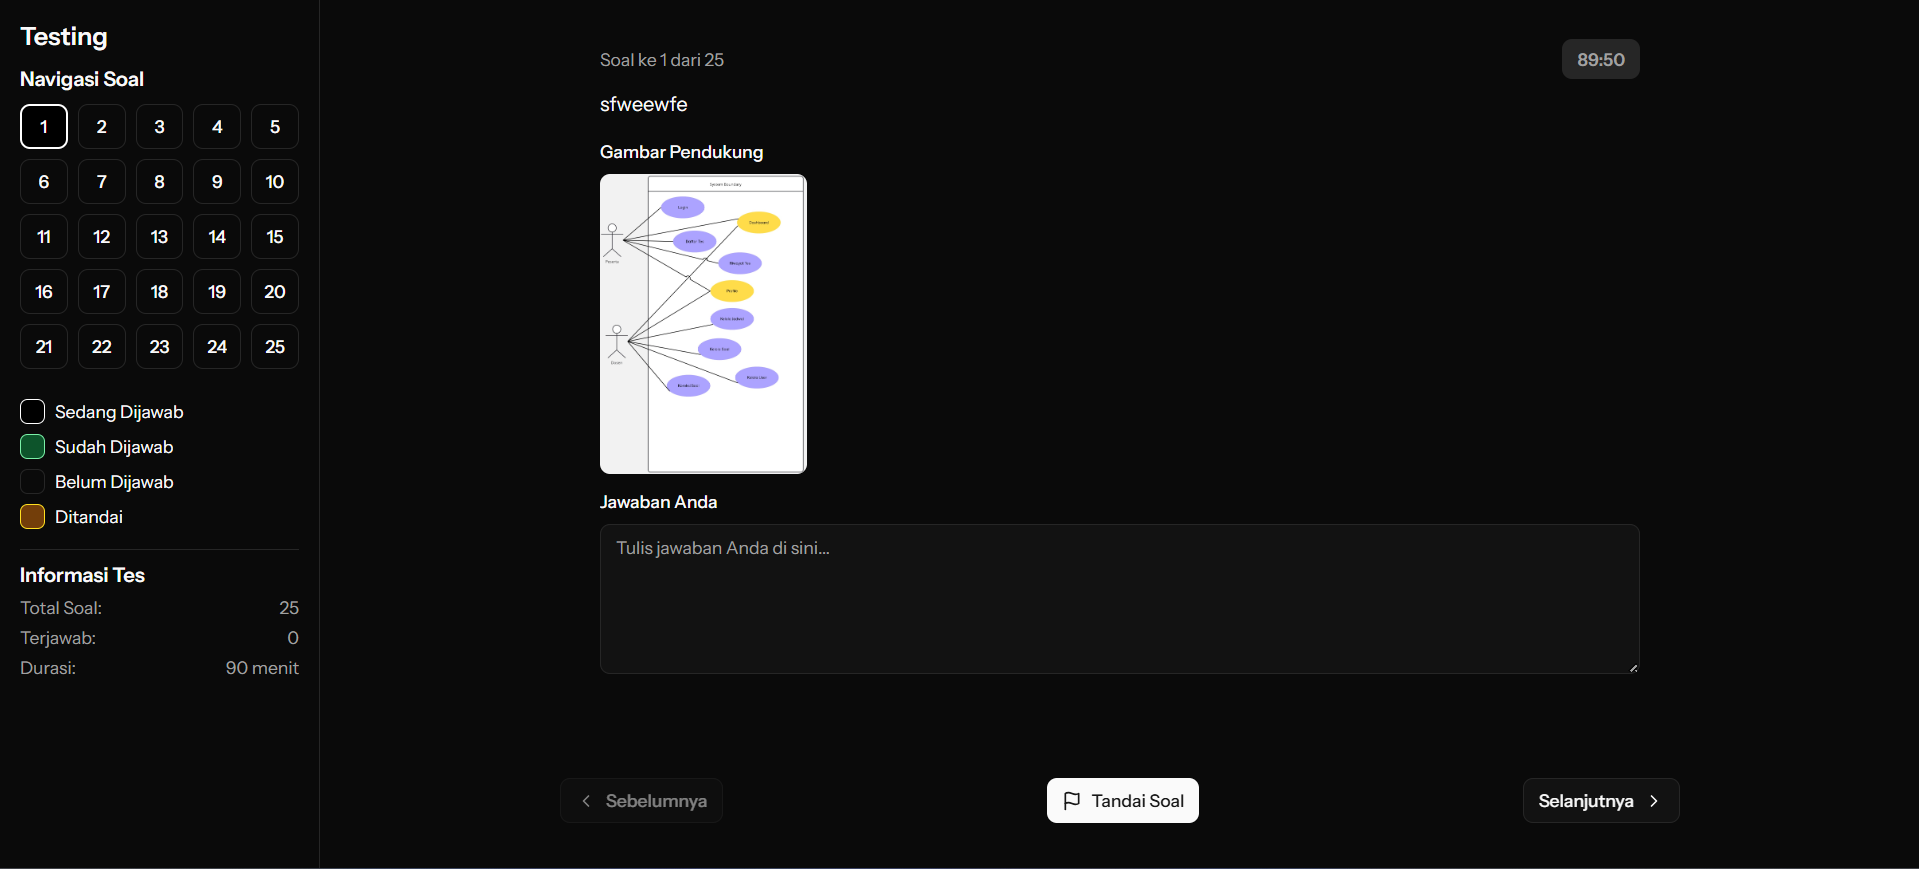 Testing
Navigasi Soal
1 2 3 4 5
6 7 8 9 10
11 12 13 14 15
16 17 18 19 20
21 22 23 24 25
Sedang Dijawab
Sudah Dijawab
Belum Dijawab
Ditandai
Informasi Tes
Total Soal: 25
Terjawab: 0
Durasi: 90 menit
Soal ke 1 dari 25
89:50
sfweewfe
Gambar Pendukung
System Boundary
Login
Dashboard
Jawaban Anda
Tulis jawaban Anda di sini...
Sebelumnya
Tandai Soal
Selanjutnya